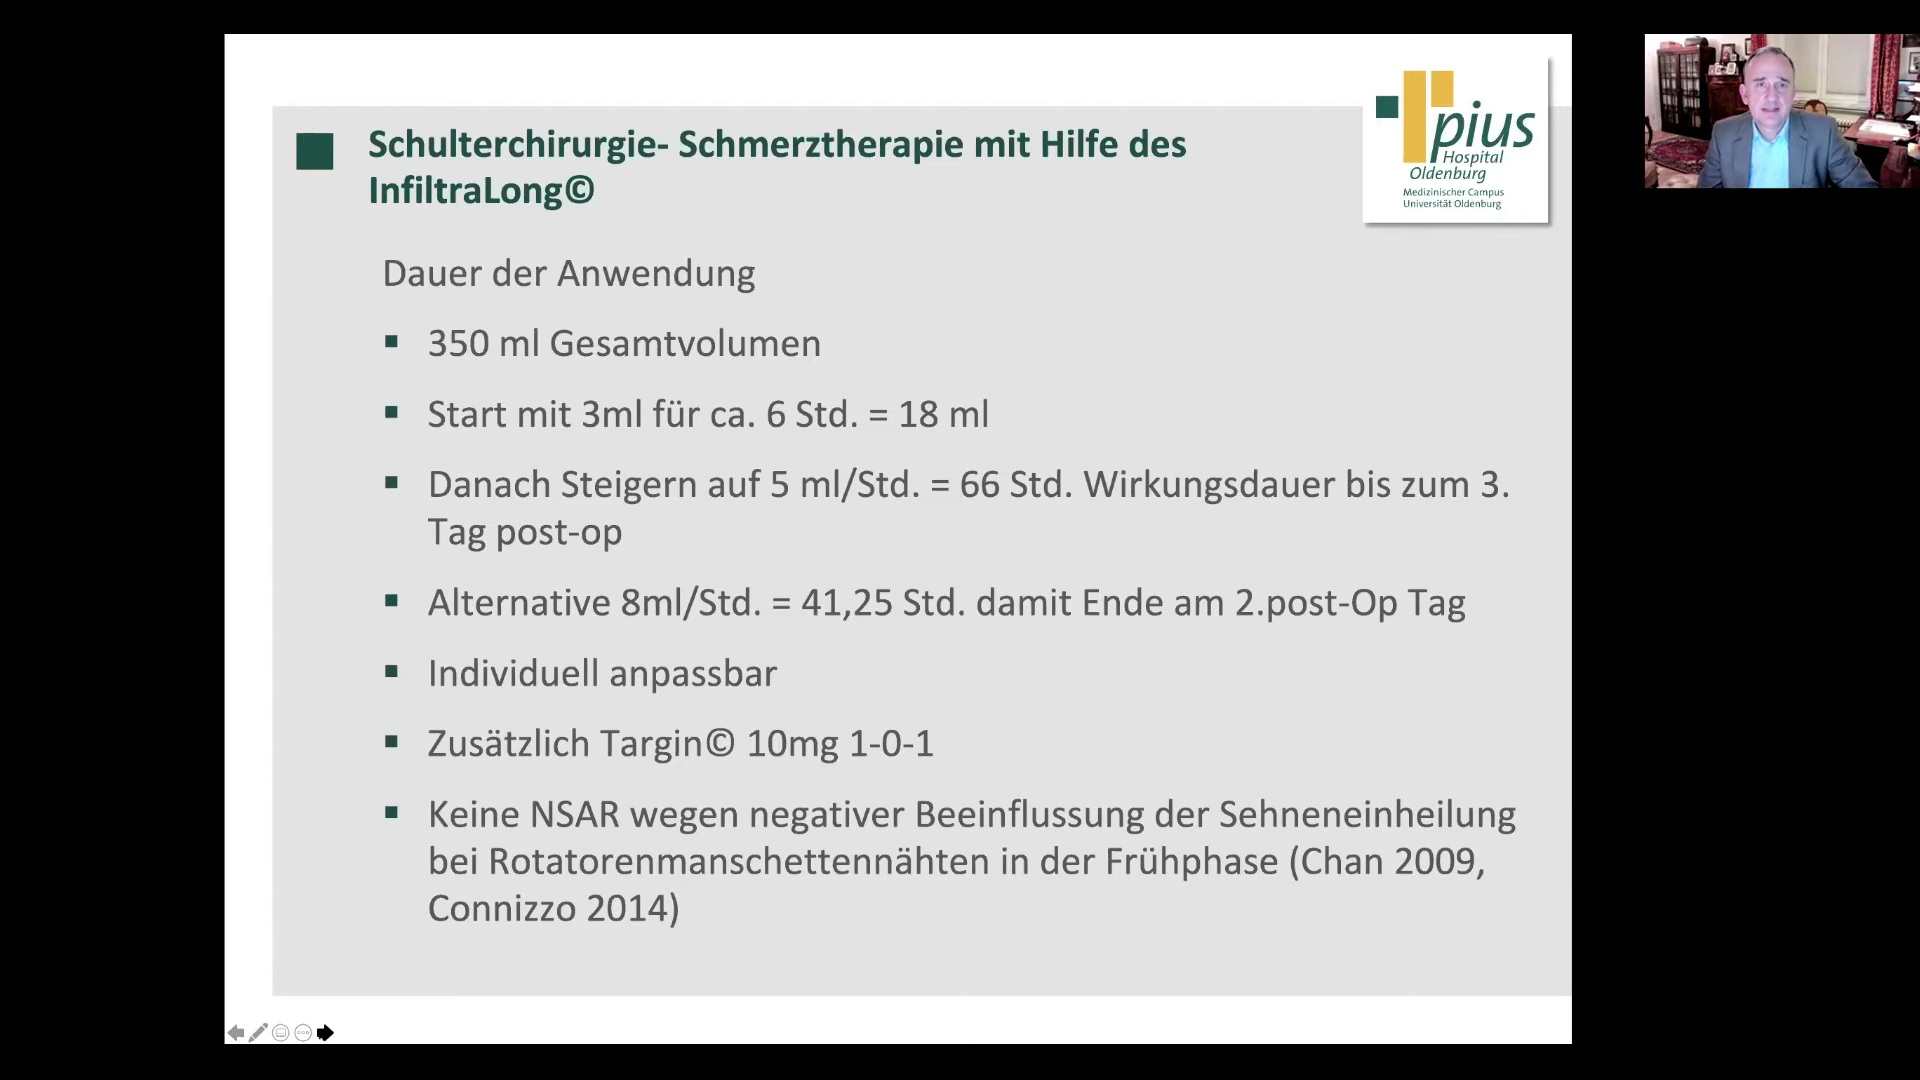 Schulterchirurgie- Schmerztherapie mit Hilfe des
InfiltraLong©
pius
Hospital
Oldenburg
Medizinischer Campus
Universität Oldenburg
Dauer der Anwendung
350 ml Gesamtvolumen
Start mit 3ml für ca. 6 Std. = 18 ml
Danach Steigern auf 5 ml/Std. = 66 Std. Wirkungsdauer bis zum 3.
Tag post-op
Alternative 8ml/Std. = 41,25 Std. damit Ende am 2.post-Op Tag
Individuell anpassbar
Zusätzlich Targin© 10mg 1-0-1
Keine NSAR wegen negativer Beeinflussung der Sehneneinheilung
bei Rotatorenmanschettennähten in der Frühphase (Chan 2009,
Connizzo 2014)